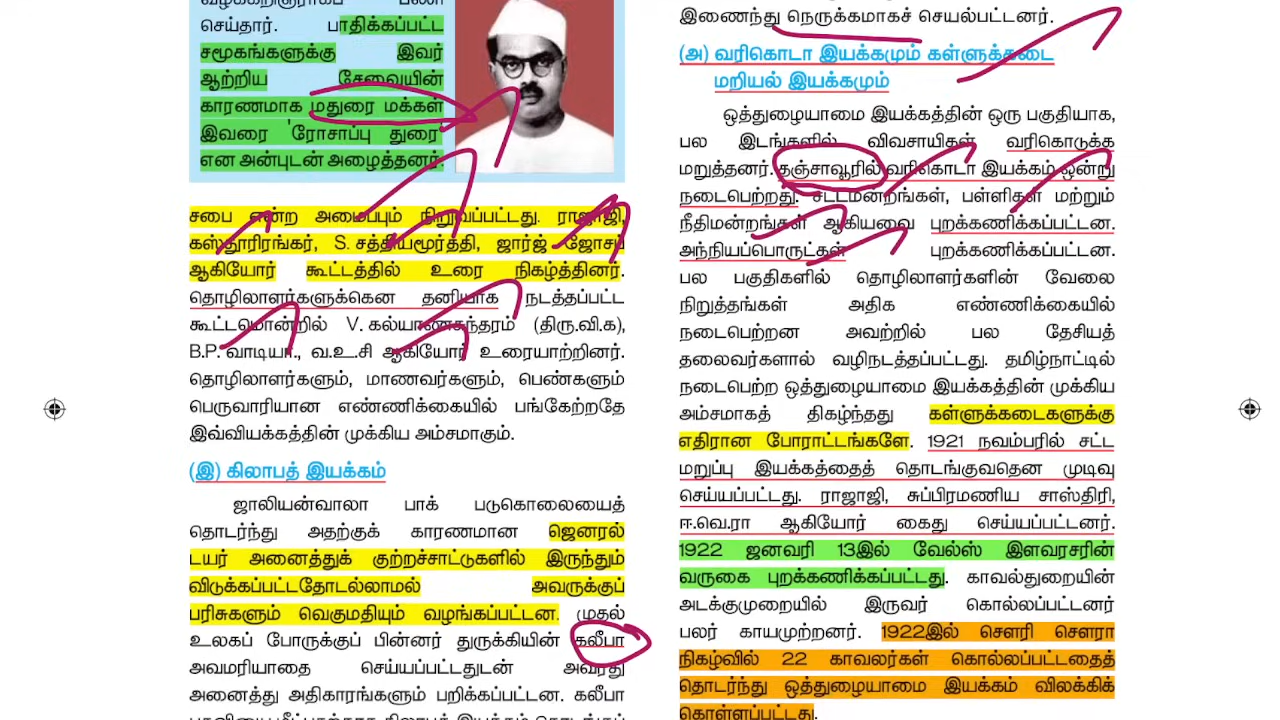 செய்தார். பாதிக்கப்பட்ட
சமூகங்களுக்கு இவர்
ஆற்றிய சேவையின்
காரணமாக மதுரை மக்கள்
இவரை 'ரோசாப்பு துரை'
என அன்புடன் அழைத்தனர்.
சபை என்ற அமைப்பும் நிறுவப்பட்டது. ராஜாஜி,
கஸ்தூரிரங்கர், S. சத்தியமூர்த்தி, ஜார்ஜ் ஜோசப்
ஆகியோர் கூட்டத்தில் உரை நிகழ்த்தினர்.
தொழிலாளர்களுக்கென தனியாக நடத்தப்பட்ட
கூட்டமொன்றில் V. கல்யாணசுந்தரம் (திரு.வி.க),
B.P. வாடியா., வ.உ.சி ஆகியோர் உரையாற்றினர்.
தொழிலாளர்களும், மாணவர்களும், பெண்களும்
பெருவாரியான எண்ணிக்கையில் பங்கேற்றதே
இவ்வியக்கத்தின் முக்கிய அம்சமாகும்.
(இ) கிலாபத் இயக்கம்
ஜாலியன்வாலா பாக் படுகொலையைத்
தொடர்ந்து அதற்குக் காரணமான ஜெனரல்
டயர் அனைத்துக் குற்றச்சாட்டுகளில் இருந்தும்
விடுக்கப்பட்டதோடல்லாமல் அவருக்குப்
பரிசுகளும் வெகுமதியும் வழங்கப்பட்டன. முதல்
உலகப் போருக்குப் பின்னர் துருக்கியின் கலீபா
அவமரியாதை செய்யப்பட்டதுடன் அவரது
அனைத்து அதிகாரங்களும் பறிக்கப்பட்டன. கலீபா
இணைந்து நெருக்கமாகச் செயல்பட்டனர்.
(அ) வரிகொடா இயக்கமும் கள்ளுக்கடை
மறியல் இயக்கமும்
ஒத்துழையாமை இயக்கத்தின் ஒரு பகுதியாக,
பல இடங்களில் விவசாயிகள் வரிகொடுக்க
மறுத்தனர். தஞ்சாவூரில் வரிகொடா இயக்கம் ஒன்று
நடைபெற்றது. சட்டமன்றங்கள், பள்ளிகள் மற்றும்
நீதிமன்றங்கள் ஆகியவை புறக்கணிக்கப்பட்டன.
அந்நியப்பொருட்கள் புறக்கணிக்கப்பட்டன.
பல பகுதிகளில் தொழிலாளர்களின் வேலை
நிறுத்தங்கள் அதிக எண்ணிக்கையில்
நடைபெற்றன அவற்றில் பல தேசியத்
தலைவர்களால் வழிநடத்தப்பட்டது. தமிழ்நாட்டில்
நடைபெற்ற ஒத்துழையாமை இயக்கத்தின் முக்கிய
அம்சமாகத் திகழ்ந்தது கள்ளுக்கடைகளுக்கு
எதிரான போராட்டங்களே. 1921 நவம்பரில் சட்ட
மறுப்பு இயக்கத்தைத் தொடங்குவதென முடிவு
செய்யப்பட்டது. ராஜாஜி, சுப்பிரமணிய சாஸ்திரி,
ஈ.வெ.ரா ஆகியோர் கைது செய்யப்பட்டனர்.
1922 ஜனவரி 13இல் வேல்ஸ் இளவரசரின்
வருகை புறக்கணிக்கப்பட்டது. காவல்துறையின்
அடக்குமுறையில் இருவர் கொல்லப்பட்டனர்
பலர் காயமுற்றனர். 1922இல் சௌரி சௌரா
நிகழ்வில் 22 காவலர்கள் கொல்லப்பட்டதைத்
தொடர்ந்து ஒத்துழையாமை இயக்கம் விலக்கிக்
கொள்ளப்பட்டது.